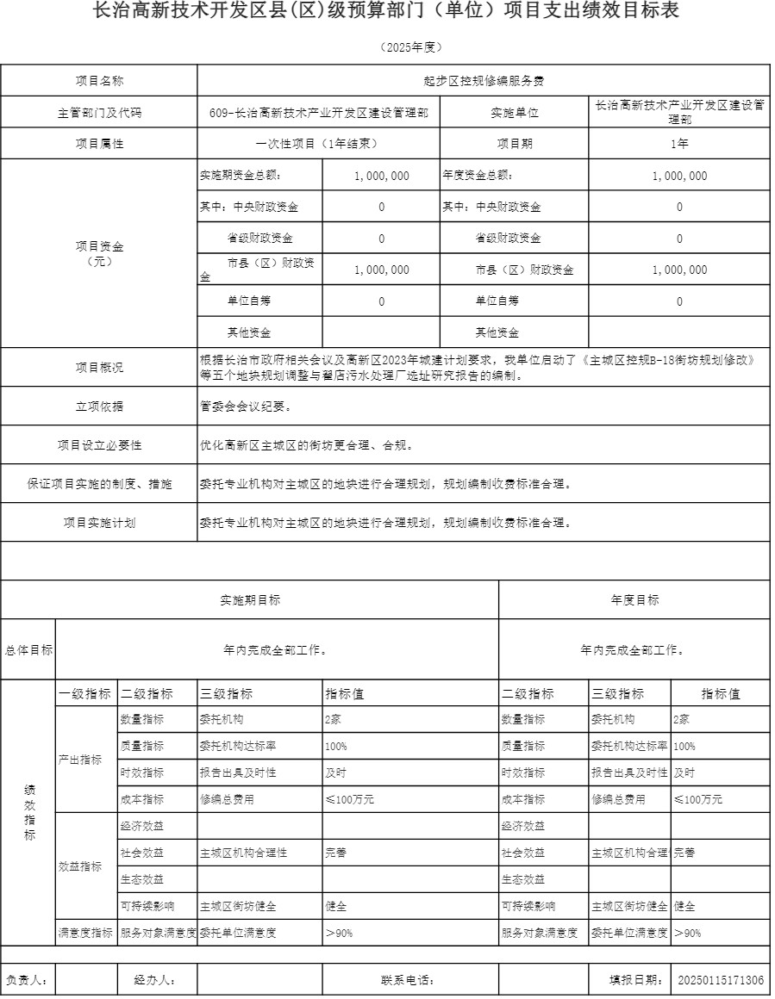 长治高新技术开发区县(区)级预算部门（单位）项目支出绩效目标表
（2025年度）
项目名称 起步区控规修编服务费
主管部门及代码 609-长治高新技术产业开发区建设管理部 实施单位 长治高新技术产业开发区建设管
理部
项目属性 一次性项目（1年结束） 项目期 1年
项目资金
（元）
实施期资金总额： 1,000,000 年度资金总额： 1,000,000
其中：中央财政资金 0 其中：中央财政资金 0
省级财政资金 0 省级财政资金 0
市县（区）财政资
金 1,000,000 市县（区）财政资金 1,000,000
单位自筹 0 单位自筹 0
其他资金 其他资金
项目概况 根据长治市政府相关会议及高新区2023年城建计划要求，我单位启动了《主城区控规B-18街坊规划修改》
等五个地块规划调整与翟店污水处理厂选址研究报告的编制。
立项依据 管委会会议纪要。
项目设立必要性 优化高新区主城区的街坊更合理、合规。
保证项目实施的制度、措施 委托专业机构对主城区的地块进行合理规划，规划编制收费标准合理。
项目实施计划 委托专业机构对主城区的地块进行合理规划，规划编制收费标准合理。
实施期目标 年度目标
总体目标 年内完成全部工作。 年内完成全部工作。
绩
效
指
标
一级指标 二级指标 三级指标 指标值 二级指标 三级指标 指标值
产出指标
数量指标 委托机构 2家 数量指标 委托机构 2家
质量指标 委托机构达标率 100% 质量指标 委托机构达标率 100%
时效指标 报告出具及时性 及时 时效指标 报告出具及时性 及时
成本指标 修编总费用 ≤100万元 成本指标 修编总费用 ≤100万元
效益指标
经济效益 经济效益
社会效益 主城区机构合理性 完善 社会效益 主城区机构合理 完善
生态效益 生态效益
可持续影响 主城区街坊健全 健全 可持续影响 主城区街坊健全 健全
满意度指标 服务对象满意度 委托单位满意度 >90% 服务对象满意度 委托单位满意度 >90%
负责人： 经办人： 联系电话： 填报日期： 20250115171306